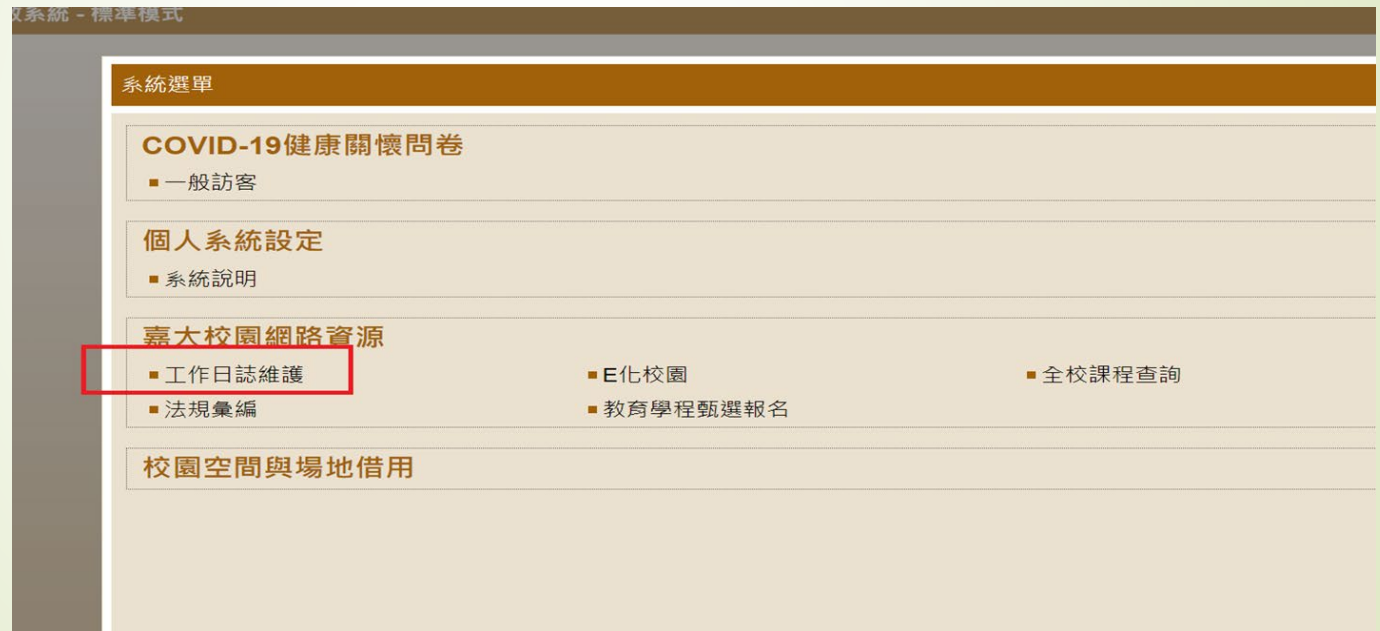 系統 - 標準模式
系統選單
COVID-19健康關懷問卷
一般訪客
個人系統設定
系統說明
嘉大校園網路資源
工作日誌維護 E化校園 全校課程查詢
法規彙編 教育學程甄選報名
校園空間與場地借用